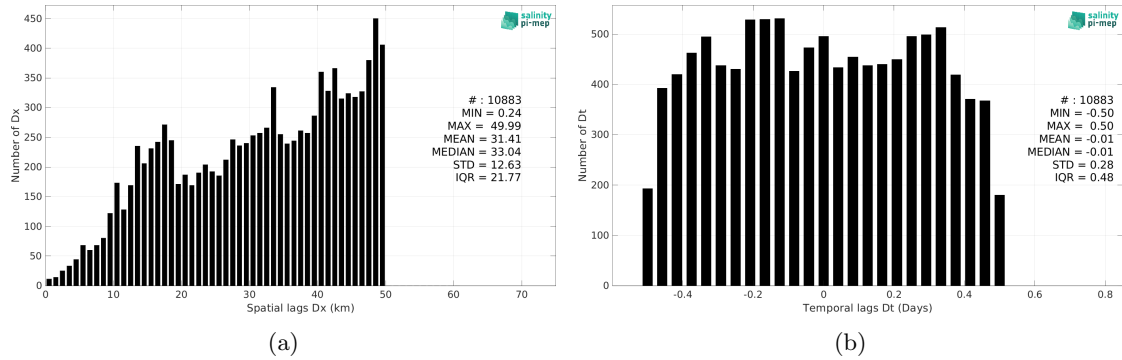 salinity
pi-mep
450
400
350
300
250
200
150
100
50
0
Number of Dx
# : 10883
MIN = 0.24
MAX = 49.99
MEAN = 31.41
MEDIAN = 33.04
STD = 12.63
IQR = 21.77
0 10 20 30 40 50 60 70
Spatial lags Dx (km)
(a)
salinity
pi-mep
500
400
300
200
100
0
Number of Dt
# : 10883
MIN = -0.50
MAX = 0.50
MEAN = -0.01
MEDIAN = -0.01
STD = 0.28
IQR = 0.48
-0.4 -0.2 0 0.2 0.4 0.6 0.8
Temporal lags Dt (Days)
(b)